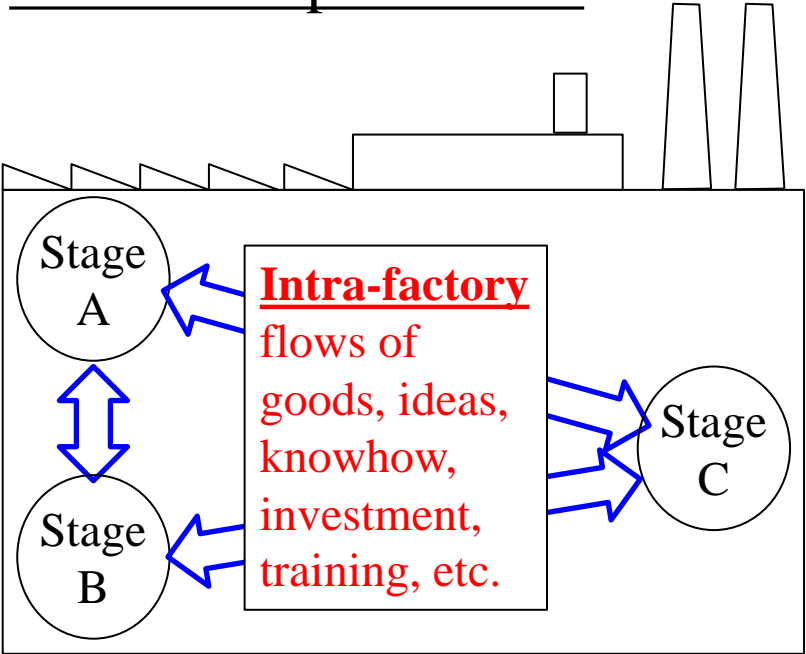 Stage
A
Intra-factory
flows of
goods, ideas,
knowhow,
investment,
training, etc.
Stage
C
Stage
B